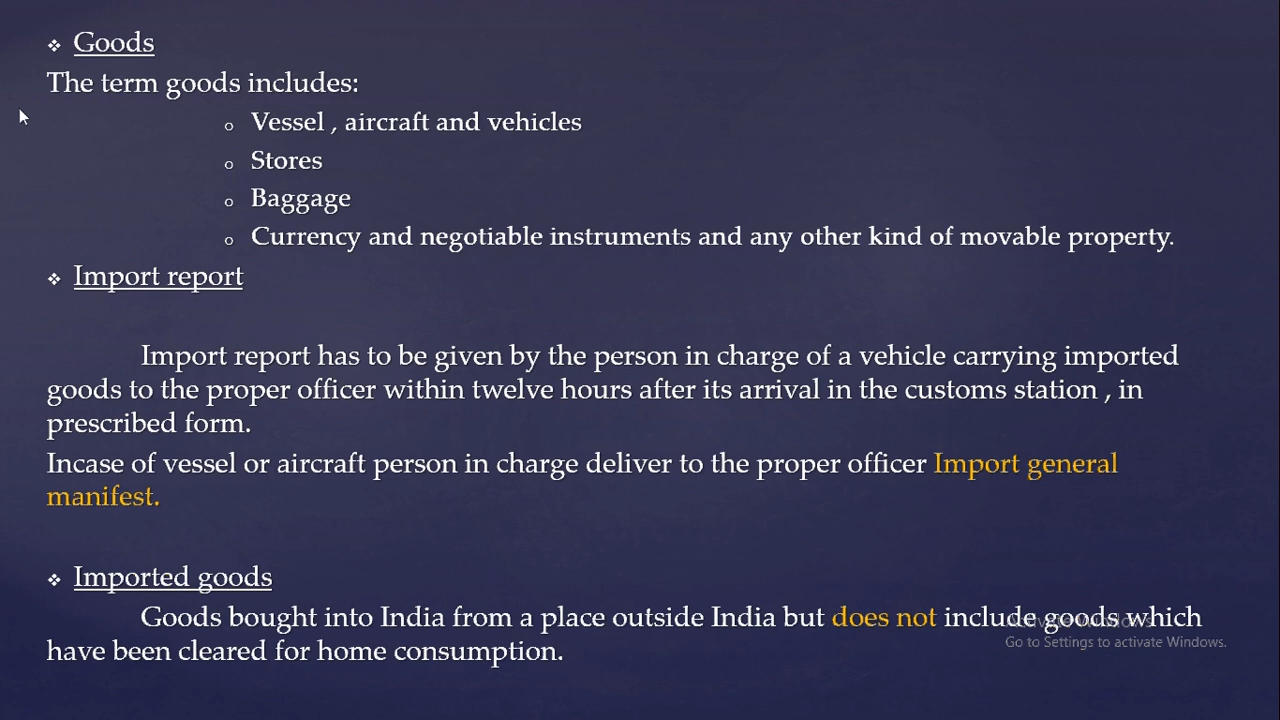 ❖ Goods
The term goods includes:
o Vessel , aircraft and vehicles
o Stores
o Baggage
o Currency and negotiable instruments and any other kind of movable property.
❖ Import report
Import report has to be given by the person in charge of a vehicle carrying imported
goods to the proper officer within twelve hours after its arrival in the customs station , in
prescribed form.
Incase of vessel or aircraft person in charge deliver to the proper officer Import general
manifest.
❖ Imported goods
Goods bought into India from a place outside India but does not include goods which
have been cleared for home consumption.
Activate Windows
Go to Settings to activate Windows.